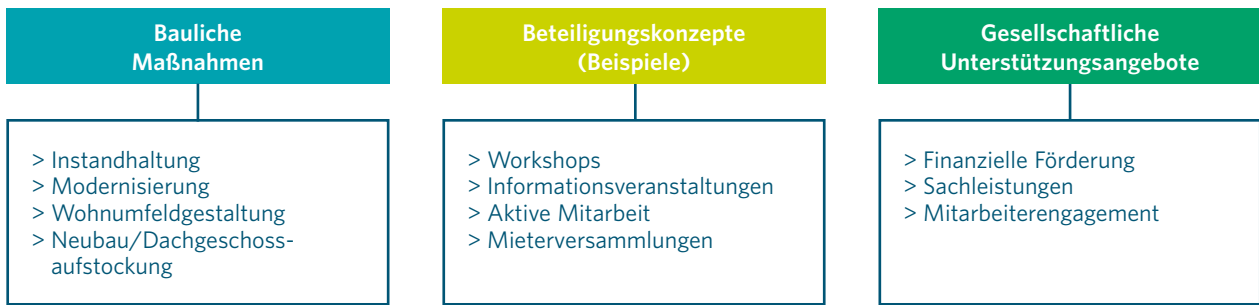 Bauliche
Maßnahmen
> Instandhaltung
> Modernisierung
> Wohnumfeldgestaltung
> Neubau/Dachgeschoss-
aufstockung
Beteiligungskonzepte
(Beispiele)
> Workshops
> Informationsveranstaltungen
> Aktive Mitarbeit
> Mieterversammlungen
Gesellschaftliche
Unterstützungsangebote
> Finanzielle Förderung
> Sachleistungen
> Mitarbeiterengagement